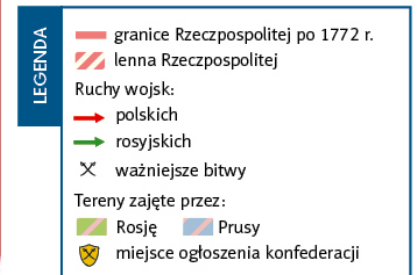 LEGENDA
granice Rzeczpospolitej po 1772 r.
lenna Rzeczpospolitej
Ruchy wojsk:
polskich
rosyjskich
ważniejsze bitwy
Tereny zajęte przez:
Rosję Prusy
miejsce ogłoszenia konfederacji